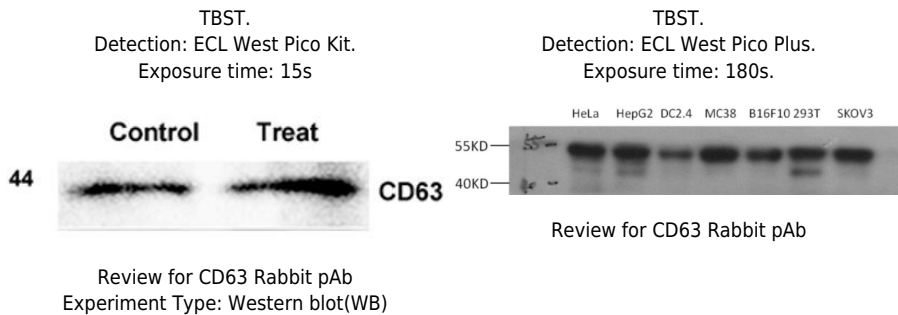 TBST.
Detection: ECL West Pico Kit.
Exposure time: 15s
Control Treat
44
CD63
Review for CD63 Rabbit pAb
Experiment Type: Western blot(WB)
TBST.
Detection: ECL West Pico Plus.
Exposure time: 180s.
HeLa HepG2 DC2.4 MC38 B16F10 293T SKOV3
55KD 55
40KD
Review for CD63 Rabbit pAb